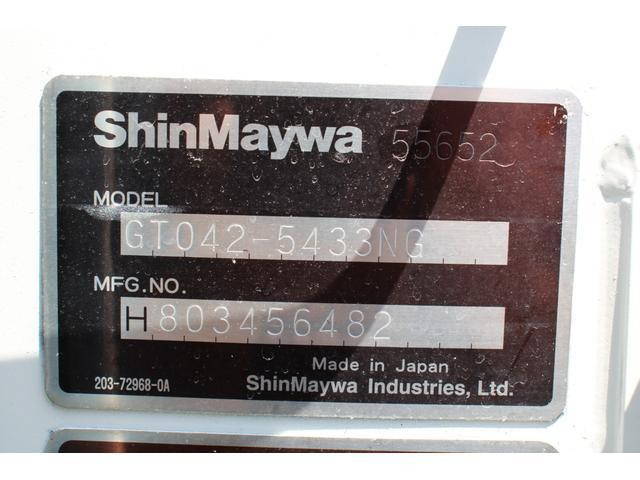 ShinMaywa 55652
MODEL
GT042-5433NG
MFG.NO.
H803456482
Made in Japan
203-72968-0A ShinMaywa Industries, Ltd.